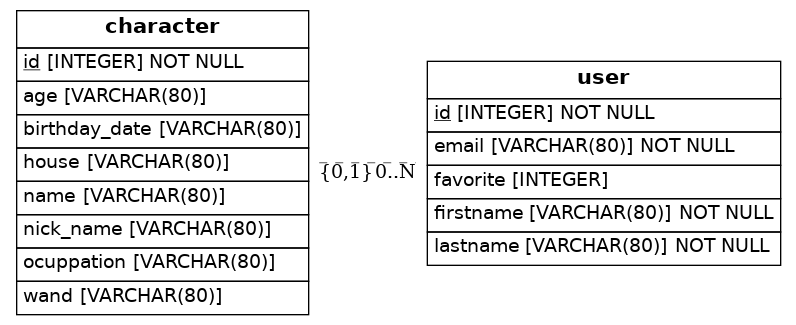 character
id [INTEGER] NOT NULL
age [VARCHAR(80)]
birthday_date [VARCHAR(80)]
house [VARCHAR(80)]
name [VARCHAR(80)]
nick_name [VARCHAR(80)]
ocuppation [VARCHAR(80)]
wand [VARCHAR(80)]
{0,1} 0..N
user
id [INTEGER] NOT NULL
email [VARCHAR(80)] NOT NULL
favorite [INTEGER]
firstname [VARCHAR(80)] NOT NULL
lastname [VARCHAR(80)] NOT NULL